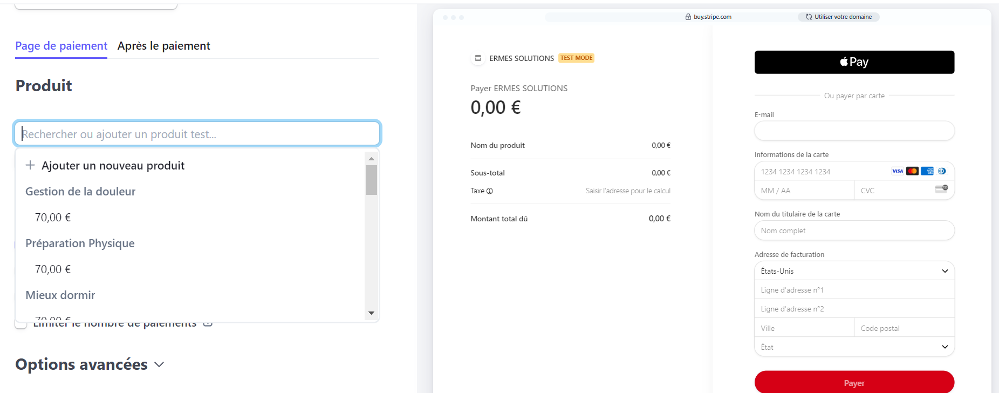 Page de paiement
Après le paiement
Produit
Rechercher ou ajouter un produit test...
Ajouter un nouveau produit
Gestion de la douleur
70,00 €
Préparation Physique
70,00 €
Mieux dormir
70,00 €
Limiter le nombre de paiements
Options avancées
buy.stripe.com
Utiliser votre domaine
ERMES SOLUTIONS TEST MODE
Payer ERMES SOLUTIONS
0,00 €
Nom du produit 0,00 €
Sous-total 0,00 €
Taxe Saisir l'adresse pour le calcul
Montant total dû 0,00 €
Pay
Ou payer par carte
E-mail
Informations de la carte
1234 1234 1234 1234 VISA
MM / AA CVC
Nom du titulaire de la carte
Nom complet
Adresse de facturation
États-Unis
Ligne d'adresse n°1
Ligne d'adresse n°2
Ville Code postal
État
Payer